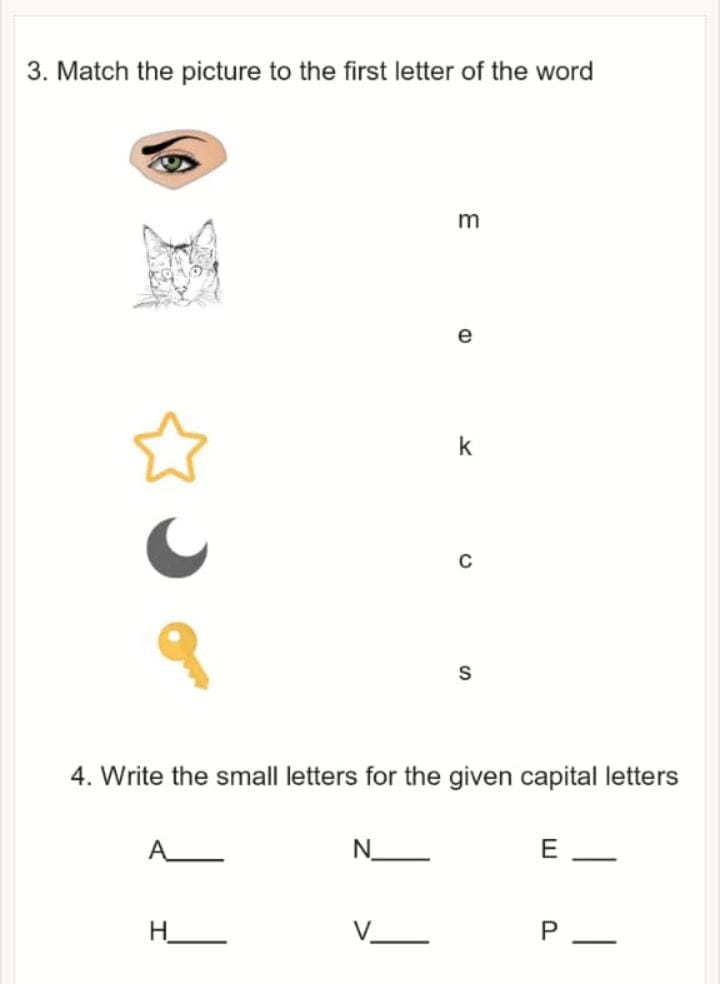 3. Match the picture to the first letter of the word
m
e
k
c
s
4. Write the small letters for the given capital letters
A____ N____ E ___
H____ V____ P ___